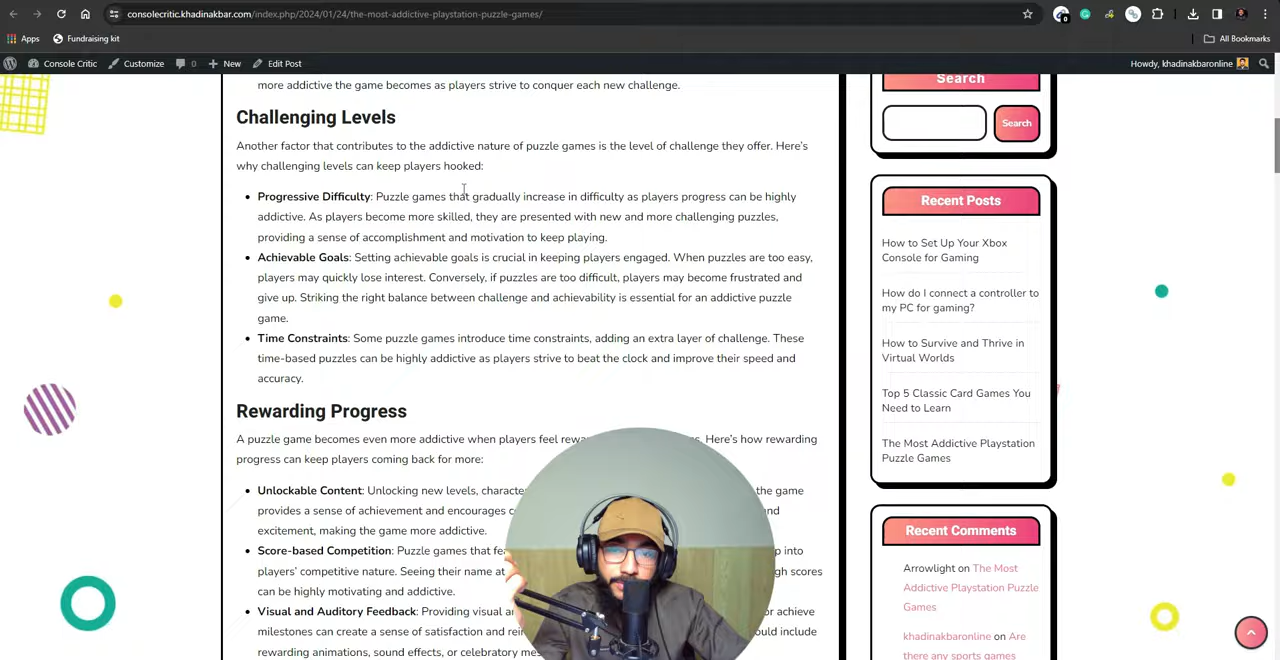 consolecritic.khadinakbar.com/index.php/2024/01/24/the-most-addictive-playstation-puzzle-games/
0
Apps
Fundraising kit
All Bookmarks
Console Critic
Customize
0
New
Edit Post
Howdy, khadinakbaronline
more addictive the game becomes as players strive to conquer each new challenge.
Challenging Levels
Another factor that contributes to the addictive nature of puzzle games is the level of challenge they offer. Here's
why challenging levels can keep players hooked:
Progressive Difficulty: Puzzle games that gradually increase in difficulty as players progress can be highly
addictive. As players become more skilled, they are presented with new and more challenging puzzles,
providing a sense of accomplishment and motivation to keep playing.
Achievable Goals: Setting achievable goals is crucial in keeping players engaged. When puzzles are too easy,
players may quickly lose interest. Conversely, if puzzles are too difficult, players may become frustrated and
give up. Striking the right balance between challenge and achievability is essential for an addictive puzzle
game.
Time Constraints: Some puzzle games introduce time constraints, adding an extra layer of challenge. These
time-based puzzles can be highly addictive as players strive to beat the clock and improve their speed and
accuracy.
Rewarding Progress
A puzzle game becomes even more addictive when players feel Here's how rewarding
progress can keep players coming back for more:
Unlockable Content: Unlocking new levels, the game
provides a sense of achievement and encourages and
excitement, making the game more addictive.
Score-based Competition: Puzzle games that into
players' competitive nature. Seeing their name at scores
can be highly motivating and addictive.
Visual and Auditory Feedback: Providing visual or achieve
milestones can create a sense of satisfaction and include
rewarding animations, sound effects, or celebratory
Search
Search
Recent Posts
How to Set Up Your Xbox
Console for Gaming
How do I connect a controller to
my PC for gaming?
How to Survive and Thrive in
Virtual Worlds
Top 5 Classic Card Games You
Need to Learn
The Most Addictive Playstation
Puzzle Games
Recent Comments
Arrowlight on The Most
Addictive Playstation Puzzle
Games
khadinakbaronline on Are
there any sports games